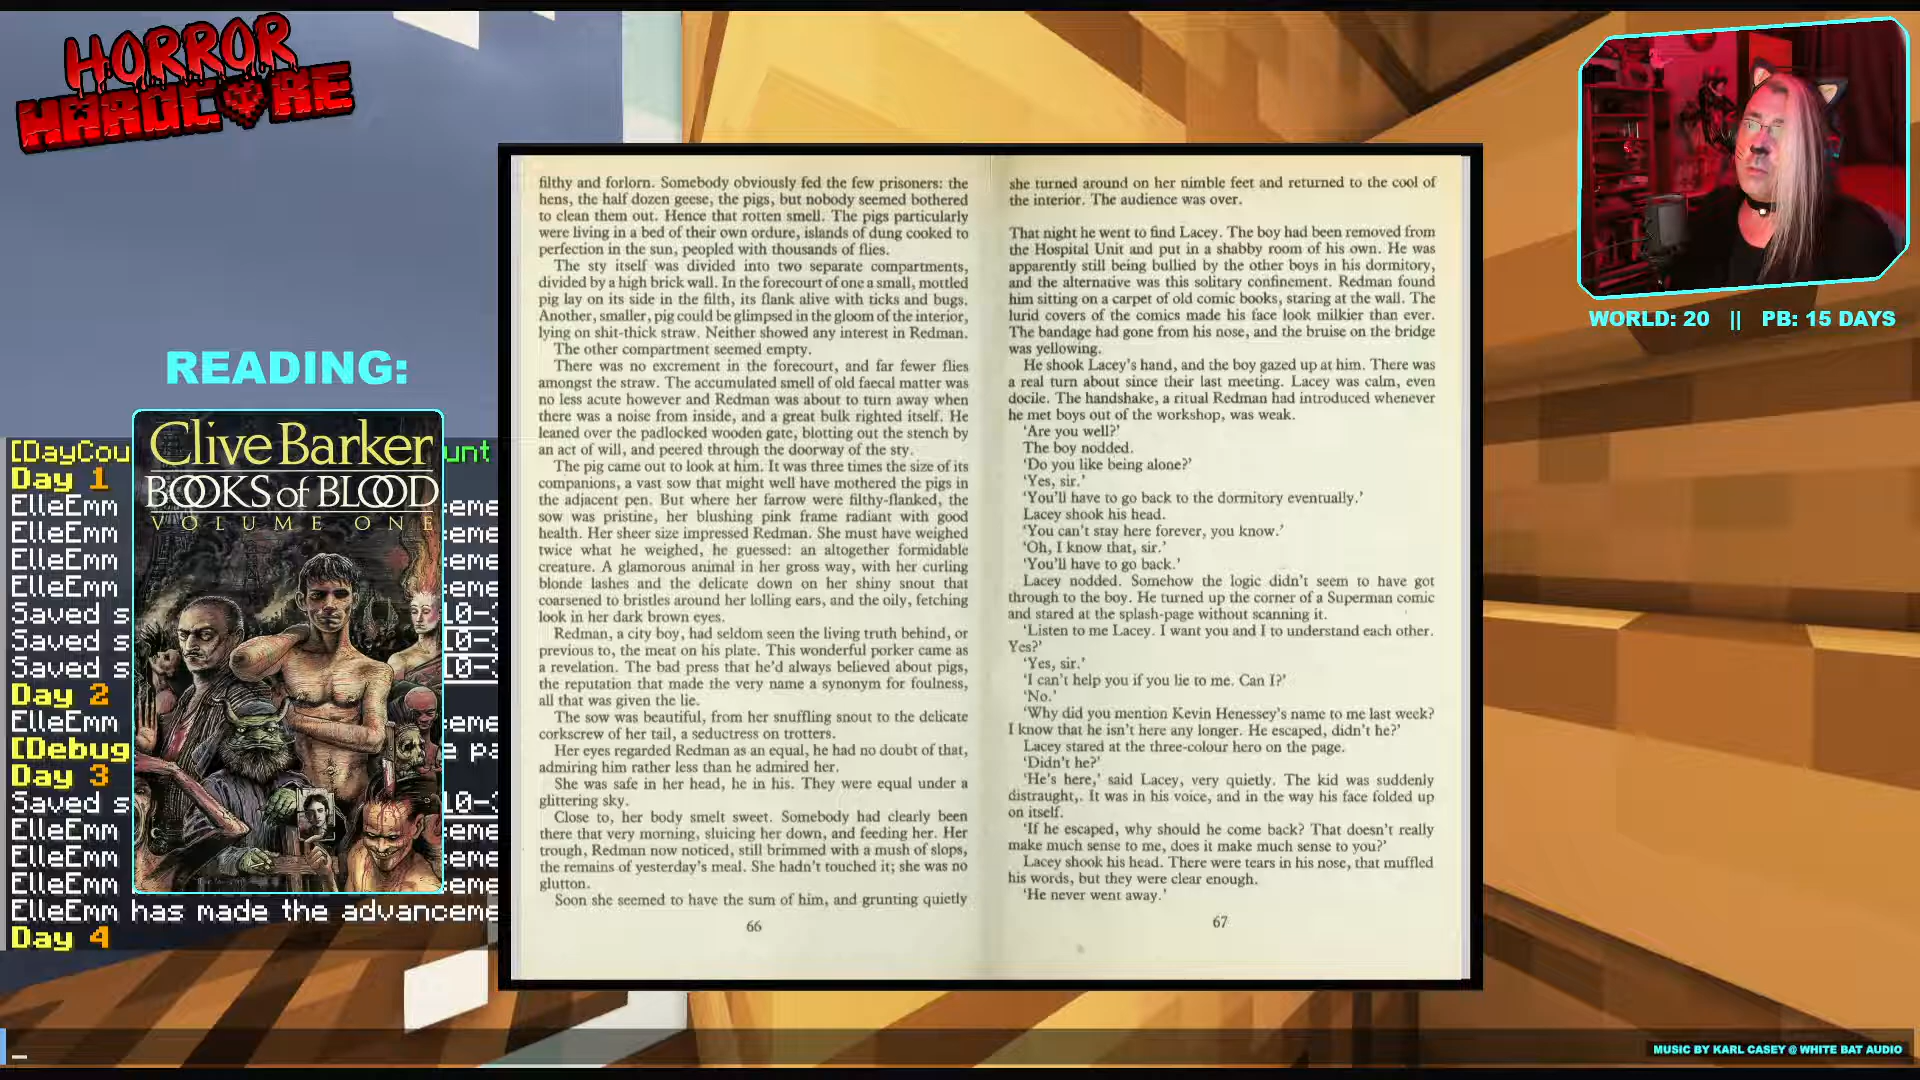 HORROR
HARDCORE
READING:
Clive Barker
BOOKS of BLOOD
VOLUME ONE
[DayCou
unt
Day 1
ElleEmm
eme
ElleEmm
eme
ElleEmm
eme
ElleEmm
eme
Saved s
10-
Saved s
10-
Saved s
10-
Day 2
ElleEmm
eme
[Debug
e pa
Day 3
Saved s
10-
ElleEmm
eme
ElleEmm
eme
ElleEmm
eme
ElleEmm has made the advanceme
Day 4
filthy and forlorn. Somebody obviously fed the few prisoners: the
hens, the half dozen geese, the pigs, but nobody seemed bothered
to clean them out. Hence that rotten smell. The pigs particularly
were living in a bed of their own ordure, islands of dung cooked to
perfection in the sun, peopled with thousands of flies.
The sty itself was divided into two separate compartments,
divided by a high brick wall. In the forecourt of one a small, mottled
pig lay on its side in the filth, its flank alive with ticks and bugs.
Another, smaller, pig could be glimpsed in the gloom of the interior,
lying on shit-thick straw. Neither showed any interest in Redman.
The other compartment seemed empty.
There was no excrement in the forecourt, and far fewer flies
amongst the straw. The accumulated smell of old faecal matter was
no less acute however and Redman was about to turn away when
there was a noise from inside, and a great bulk righted itself. He
leaned over the padlocked wooden gate, blotting out the stench by
an act of will, and peered through the doorway of the sty.
The pig came out to look at him. It was three times the size of its
companions, a vast sow that might well have mothered the pigs in
the adjacent pen. But where her farrow were filthy-flanked, the
sow was pristine, her blushing pink frame radiant with good
health. Her sheer size impressed Redman. She must have weighed
twice what he weighed, he guessed: an altogether formidable
creature. A glamorous animal in her gross way, with her curling
blonde lashes and the delicate down on her shiny snout that
coarsened to bristles around her lolling ears, and the oily, fetching
look in her dark brown eyes.
Redman, a city boy, had seldom seen the living truth behind, or
previous to, the meat on his plate. This wonderful porker came as
a revelation. The bad press that he'd always believed about pigs,
the reputation that made the very name a synonym for foulness,
all that was given the lie.
The sow was beautiful, from her snuffling snout to the delicate
corkscrew of her tail, a seductress on trotters.
Her eyes regarded Redman as an equal, he had no doubt of that,
admiring him rather less than he admired her.
She was safe in her head, he in his. They were equal under a
glittering sky.
Close to, her body smelt sweet. Somebody had clearly been
there that very morning, sluicing her down, and feeding her. Her
trough, Redman now noticed, still brimmed with a mush of slops,
the remains of yesterday's meal. She hadn't touched it; she was no
glutton.
Soon she seemed to have the sum of him, and grunting quietly
66
she turned around on her nimble feet and returned to the cool of
the interior. The audience was over.
That night he went to find Lacey. The boy had been removed from
the Hospital Unit and put in a shabby room of his own. He was
apparently still being bullied by the other boys in his dormitory,
and the alternative was this solitary confinement. Redman found
him sitting on a carpet of old comic books, staring at the wall. The
lurid covers of the comics made his face look milkier than ever.
The bandage had gone from his nose, and the bruise on the bridge
was yellowing.
He shook Lacey's hand, and the boy gazed up at him. There was
a real turn about since their last meeting. Lacey was calm, even
docile. The handshake, a ritual Redman had introduced whenever
he met boys out of the workshop, was weak.
'Are you well?'
The boy nodded.
'Do you like being alone?'
'Yes, sir.'
'You'll have to go back to the dormitory eventually.'
Lacey shook his head.
'You can't stay here forever, you know.'
'Oh, I know that, sir.'
'You'll have to go back.'
Lacey nodded. Somehow the logic didn't seem to have got
through to the boy. He turned up the corner of a Superman comic
and stared at the splash-page without scanning it.
'Listen to me Lacey. I want you and I to understand each other.
Yes?'
'Yes, sir.'
'I can't help you if you lie to me. Can I?'
'No.'
'Why did you mention Kevin Henessey's name to me last week?
I know that he isn't here any longer. He escaped, didn't he?'
Lacey stared at the three-colour hero on the page.
'Didn't he?'
'He's here,' said Lacey, very quietly. The kid was suddenly
distraught,. It was in his voice, and in the way his face folded up
on itself.
'If he escaped, why should he come back? That doesn't really
make much sense to me, does it make much sense to you?'
Lacey shook his head. There were tears in his nose, that muffled
his words, but they were clear enough.
'He never went away.'
67
WORLD: 20 || PB: 15 DAYS
MUSIC BY KARL CASEY @ WHITE BAT AUDIO